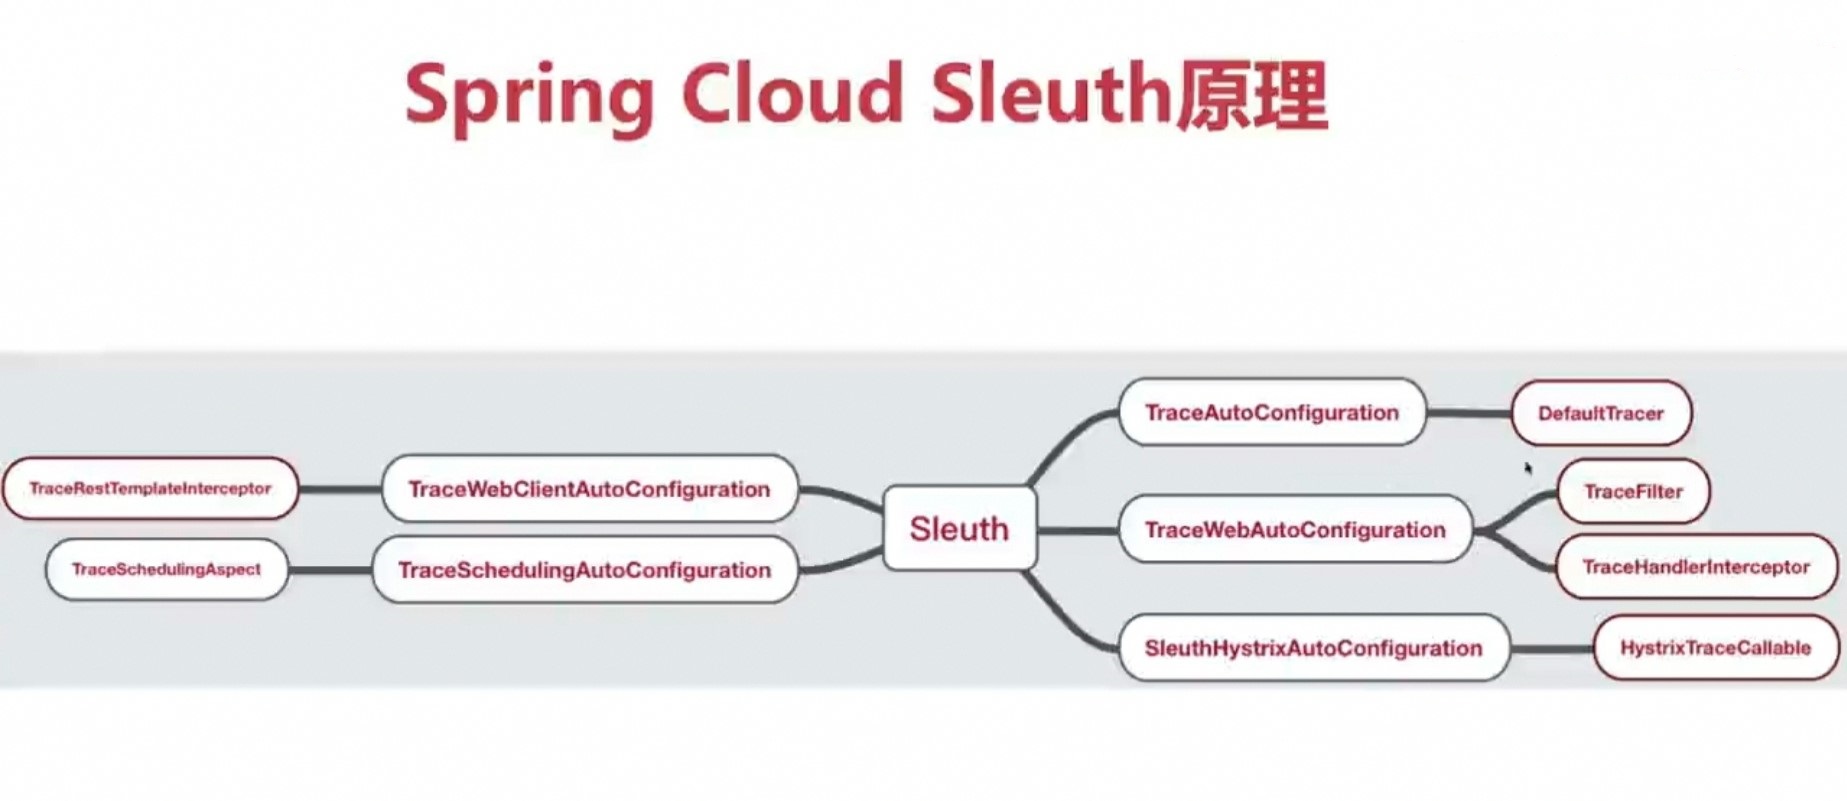 Spring Cloud Sleuth原理
TraceAutoConfiguration
DefaultTracer
TraceRestTemplateInterceptor
TraceWebClientAutoConfiguration
TraceFilter
Sleuth
TraceWebAutoConfiguration
TraceSchedulingAspect
TraceSchedulingAutoConfiguration
TraceHandlerInterceptor
SleuthHystrixAutoConfiguration
HystrixTraceCallable